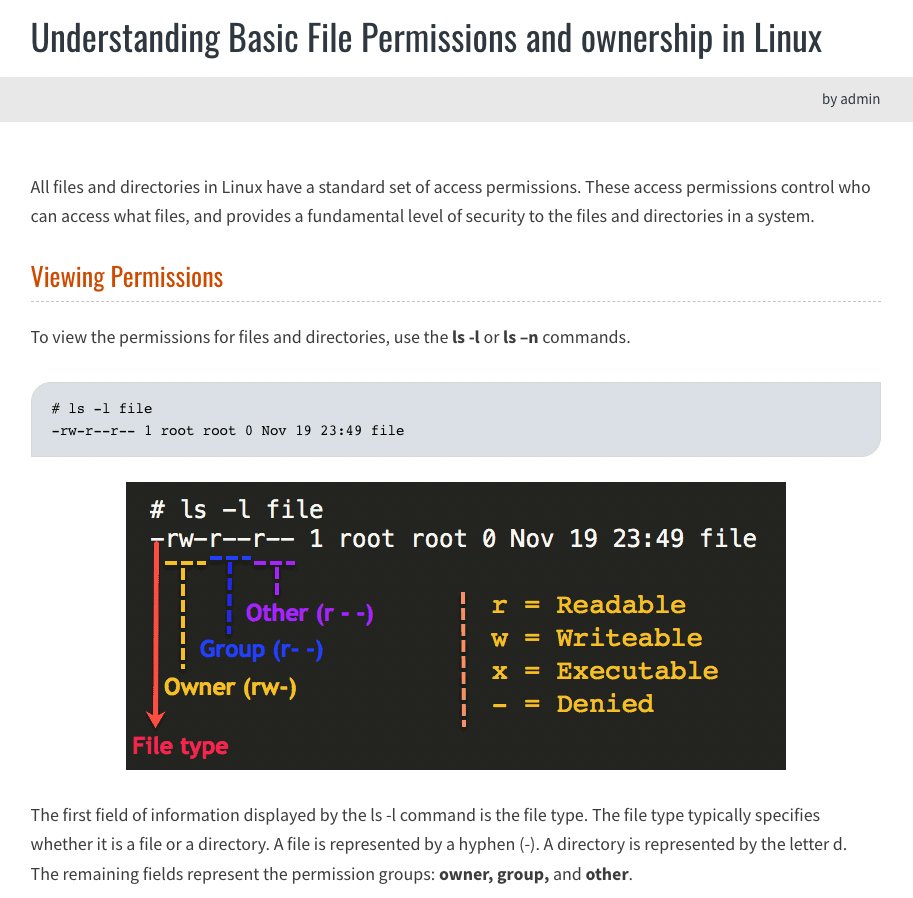 Understanding Basic File Permissions and ownership in Linux
by admin
All files and directories in Linux have a standard set of access permissions. These access permissions control who
can access what files, and provides a fundamental level of security to the files and directories in a system.
Viewing Permissions
To view the permissions for files and directories, use the ls -l or ls –n commands.
# ls -l file
-rw-r--r-- 1 root root 0 Nov 19 23:49 file
# ls -l file
-rw-r--r-- 1 root root 0 Nov 19 23:49 file
r = Readable
Other (r - -)
w = Writeable
Group (r- -)
x = Executable
Owner (rw-)
- = Denied
File type
The first field of information displayed by the ls -l command is the file type. The file type typically specifies
whether it is a file or a directory. A file is represented by a hyphen (-). A directory is represented by the letter d.
The remaining fields represent the permission groups: owner, group, and other.